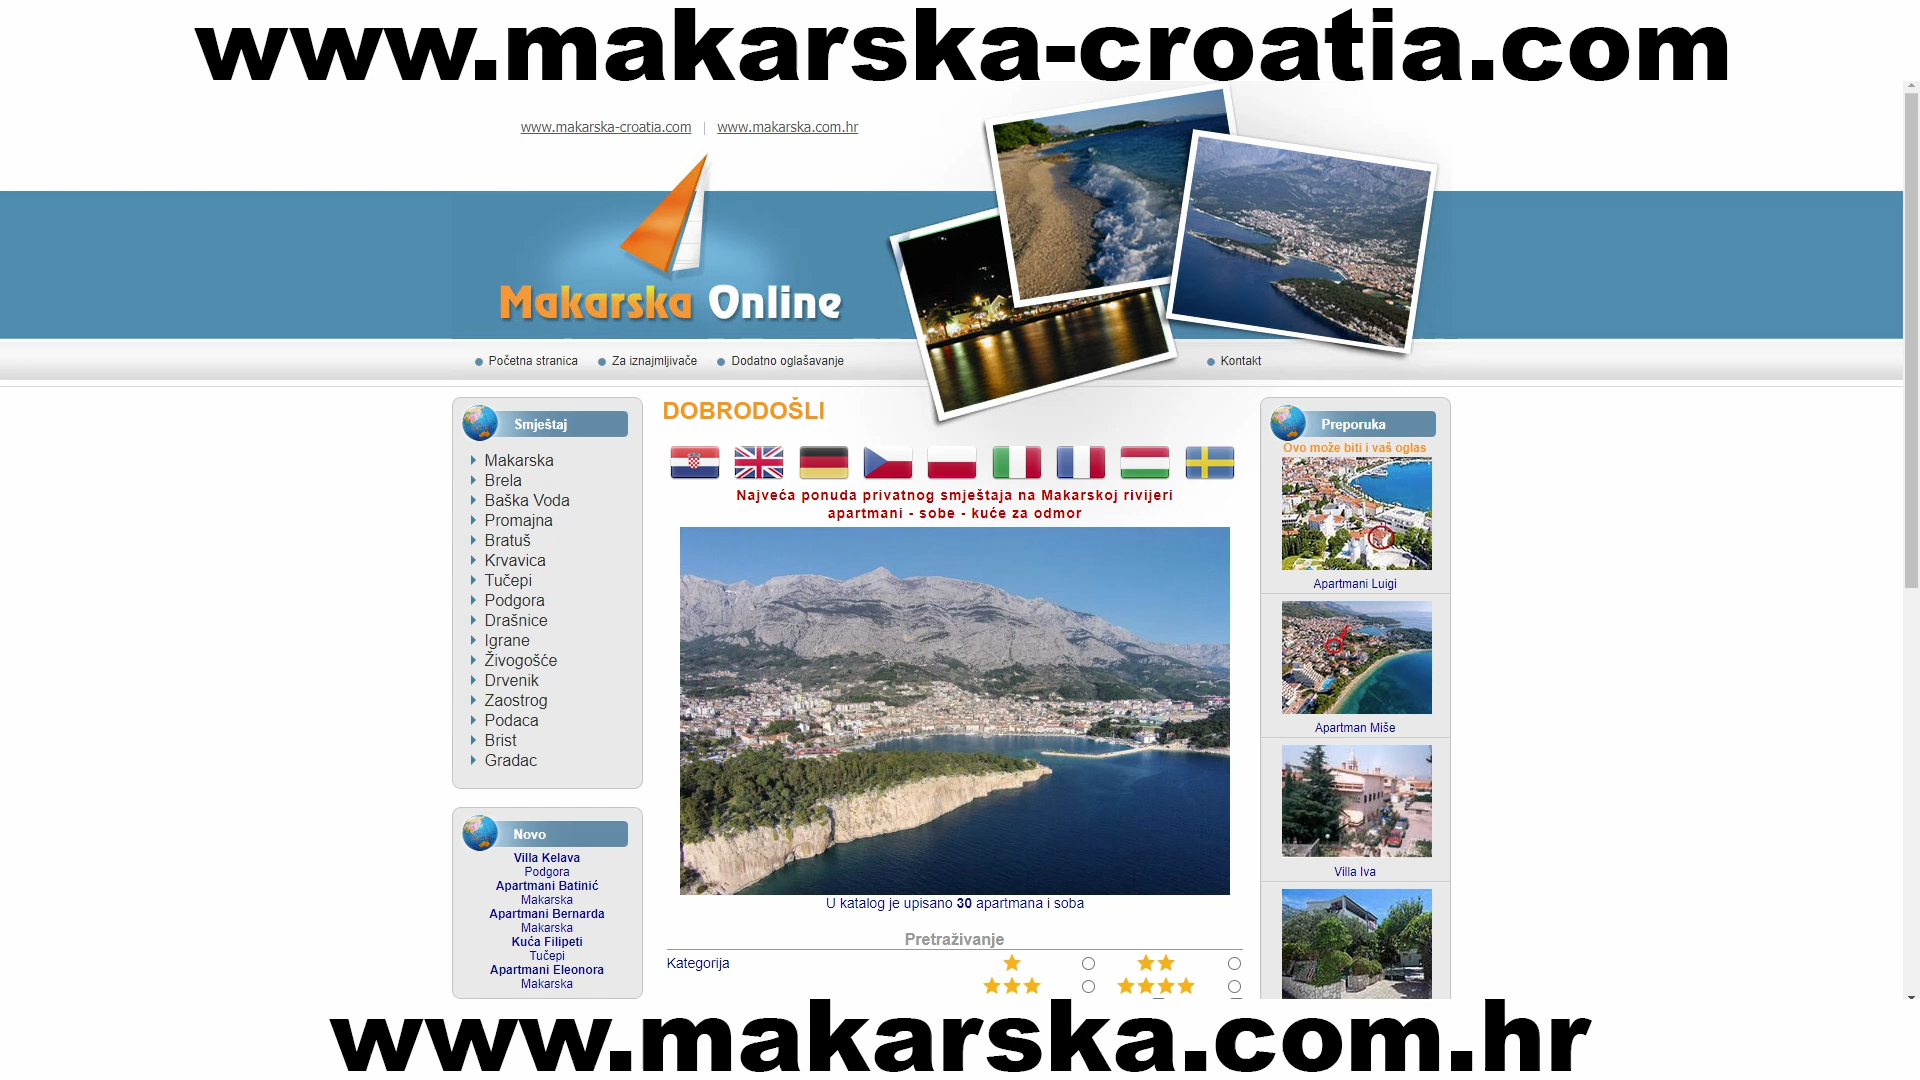 www.makarska-croatia.com
www.makarska-croatia.com | www.makarska.com.hr
Makarska Online
Početna stranica
Za iznajmljivače
Dodatno oglašavanje
Kontakt
Smještaj
Makarska
Brela
Baška Voda
Promajna
Bratuš
Krvavica
Tučepi
Podgora
Drašnice
Igrane
Živogošće
Drvenik
Zaostrog
Podaca
Brist
Gradac
Novo
Villa Kelava
Podgora
Apartmani Batinić
Makarska
Apartmani Bernarda
Makarska
Kuća Filipeti
Tučepi
Apartmani Eleonora
Makarska
DOBRODOŠLI
Najveća ponuda privatnog smještaja na Makarskoj rivijeri
apartmani - sobe - kuće za odmor
U katalog je upisano 30 apartmana i soba
Pretraživanje
Kategorija
Preporuka
Ovo može biti i vaš oglas
Apartmani Luigi
Apartman Miše
Villa Iva
www.makarska.com.hr